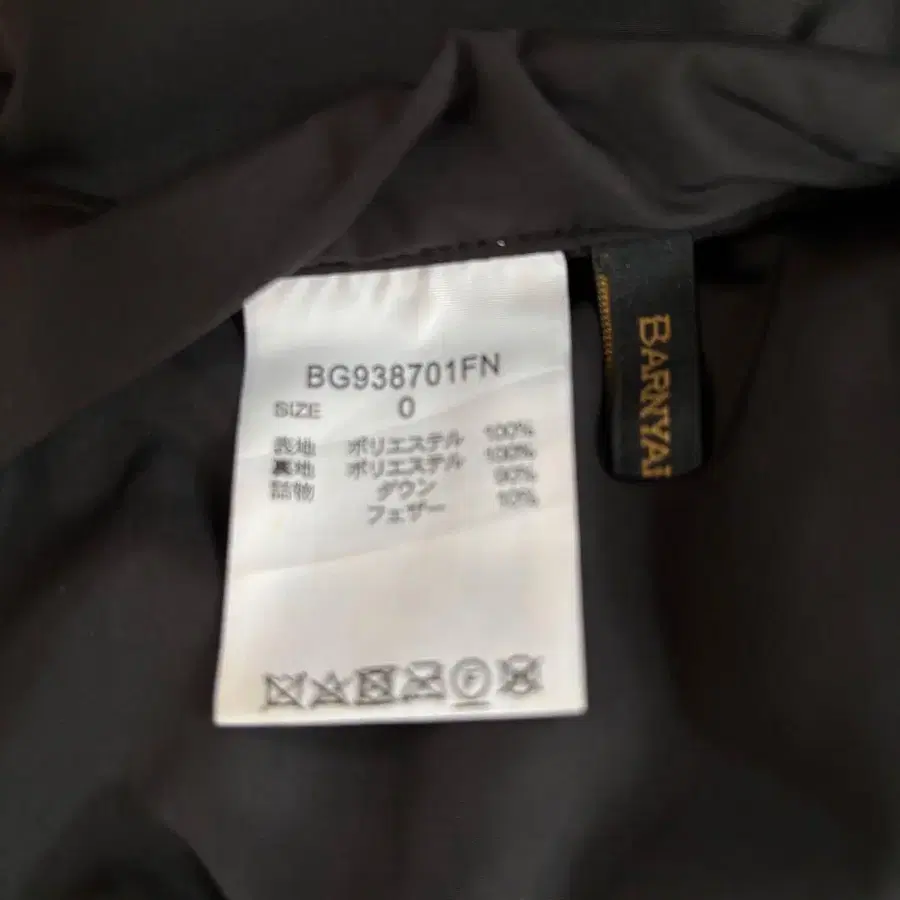 BG938701FN
SIZE 0
表地 ポリエステル 100%
裏地 ポリエステル 100%
詰物 ダウン 90%
フェザー 10%
F
BARNYA